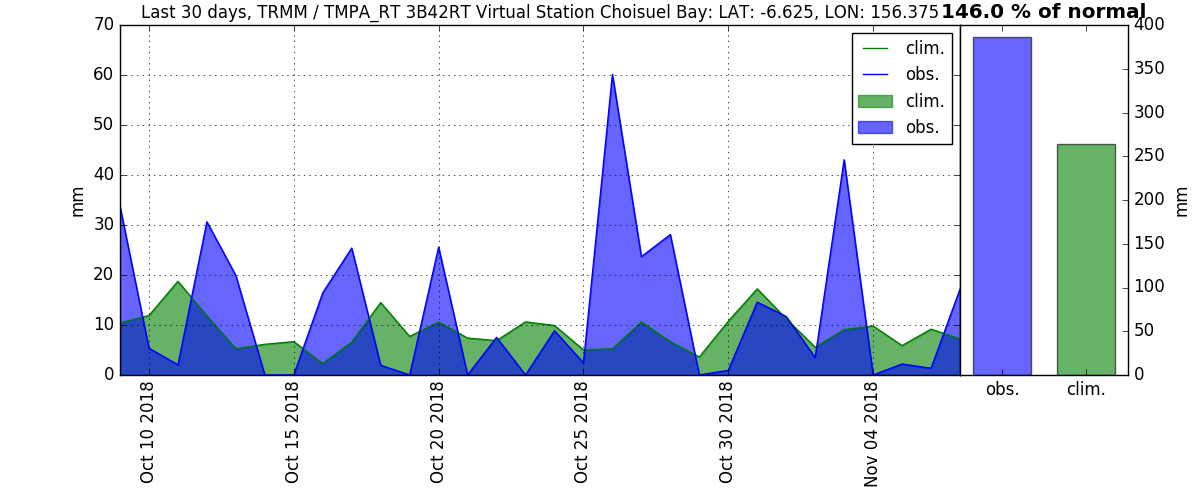 Last 30 days, TRMM / TMPA_RT 3B42RT Virtual Station Choisuel Bay: LAT: -6.625, LON: 156.375
146.0 % of normal
70
60
50
40
30
20
10
0
mm
clim.
obs.
clim.
obs.
Oct 10 2018
Oct 15 2018
Oct 20 2018
Oct 25 2018
Oct 30 2018
Nov 04 2018
400
350
300
250
200
150
100
50
0
mm
obs.
clim.